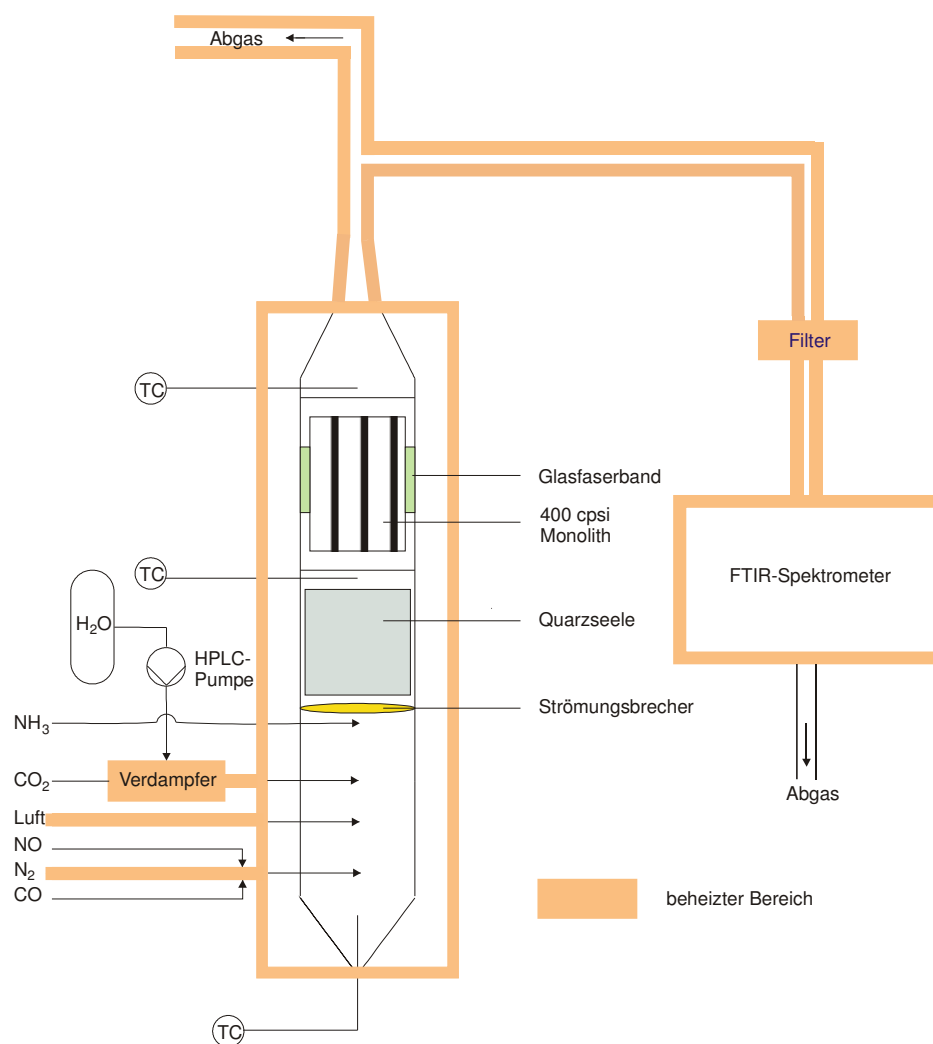 Abgas
Filter
TC
Glasfaserband
400 cpsi
Monolith
TC
FTIR-Spektrometer
H₂O
Quarzseele
HPLC-
Pumpe
Strömungsbrecher
NH₃
CO₂
Verdampfer
Abgas
Luft
NO
N₂
CO
beheizter Bereich
TC